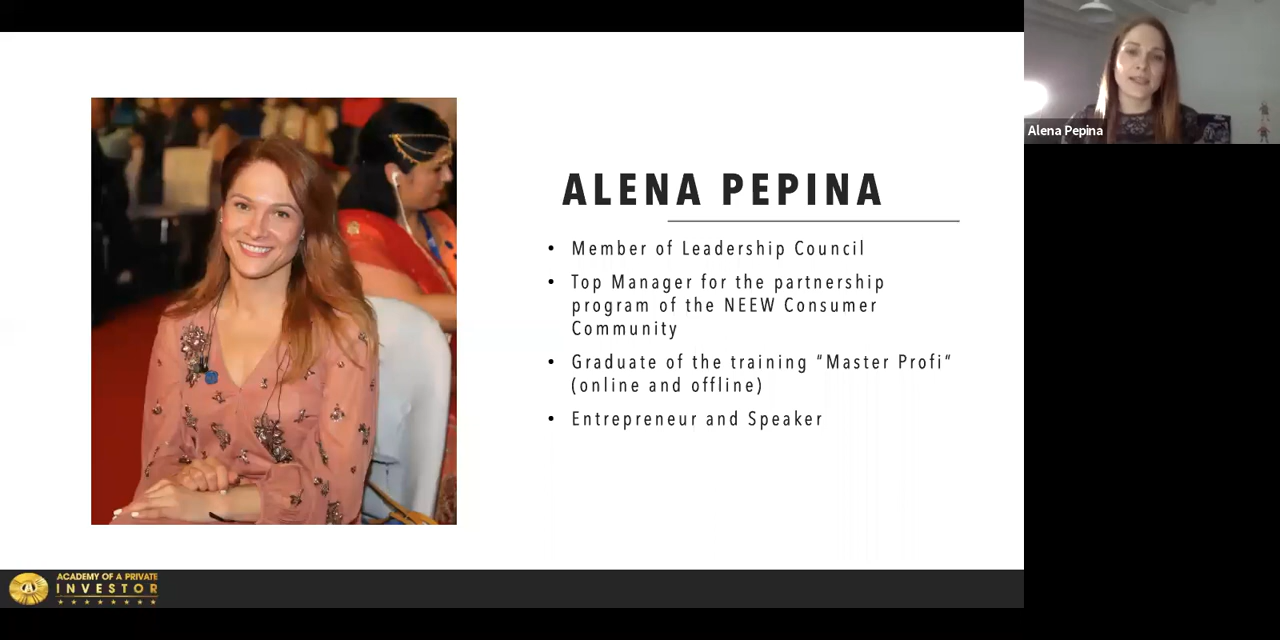 Alena Pepina
ALENA PEPINA
• Member of Leadership Council
• Top Manager for the partnership
program of the NEEW Consumer
Community
• Graduate of the training "Master Profi"
(online and offline)
• Entrepreneur and Speaker
ACADEMY OF A PRIVATE
INVESTOR